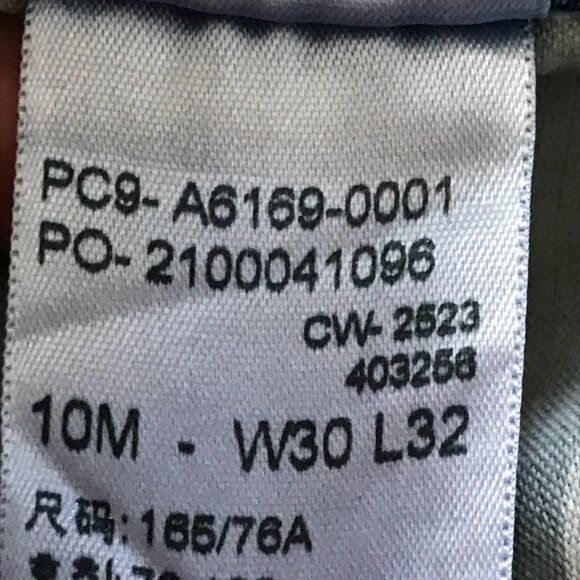 PC9- A6169-0001
PO- 2100041096
CW- 2523
403256
10M - W30 L32
尺码: 165/76A